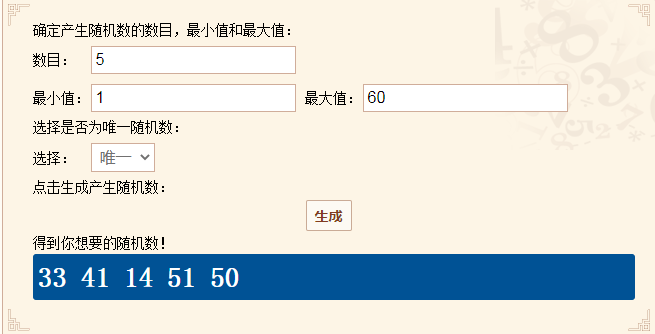 确定产生随机数的数目，最小值和最大值：
数目： 5
最小值： 1 最大值： 60
选择是否为唯一随机数：
选择： 唯一
点击生成产生随机数：
生成
得到你想要的随机数！
33 41 14 51 50